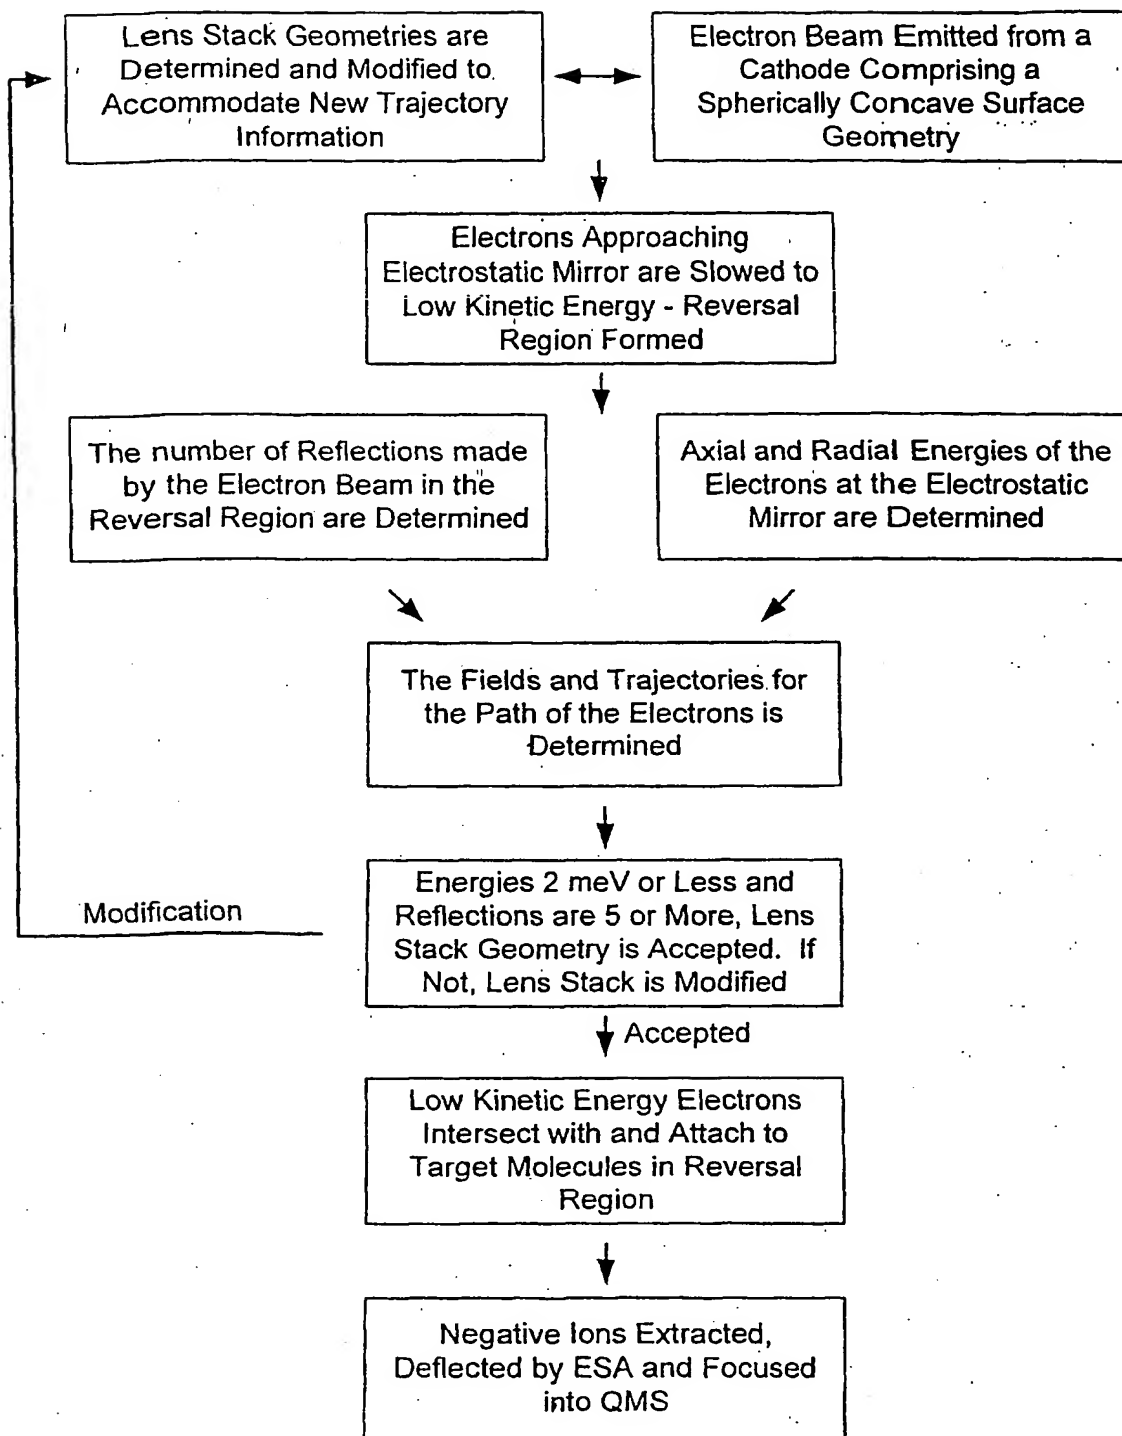 Lens Stack Geometries are
Determined and Modified to
Accommodate New Trajectory
Information
Electron Beam Emitted from a
Cathode Comprising a
Spherically Concave Surface
Geometry
Electrons Approaching
Electrostatic Mirror are Slowed to
Low Kinetic Energy - Reversal
Region Formed
The number of Reflections made
by the Electron Beam in the
Reversal Region are Determined
Axial and Radial Energies of the
Electrons at the Electrostatic
Mirror are Determined
The Fields and Trajectories for
the Path of the Electrons is
Determined
Energies 2 meV or Less and
Reflections are 5 or More, Lens
Stack Geometry is Accepted. If
Not, Lens Stack is Modified
Modification
Accepted
Low Kinetic Energy Electrons
Intersect with and Attach to
Target Molecules in Reversal
Region
Negative Ions Extracted,
Deflected by ESA and Focused
into QMS